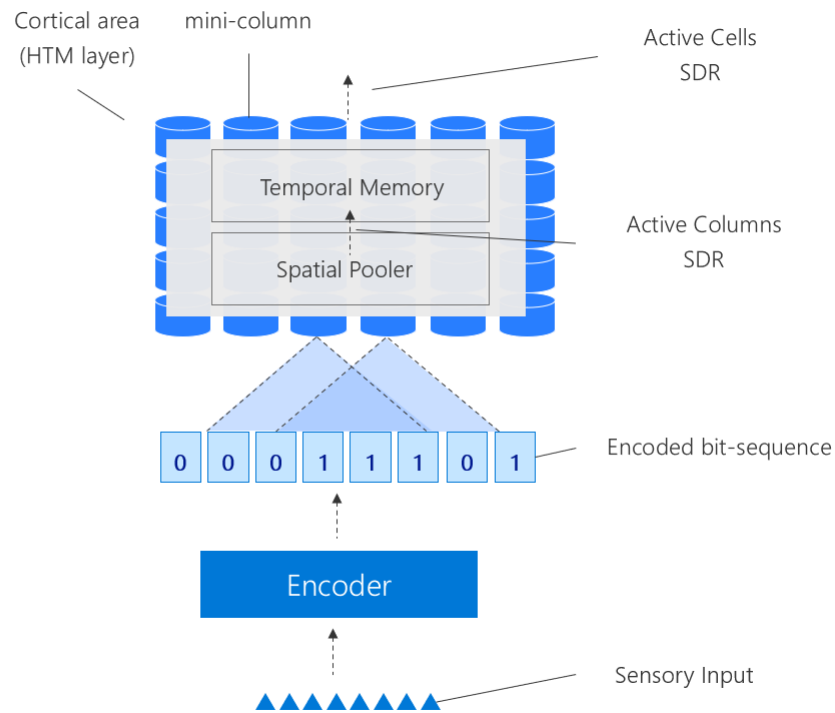 Cortical area
(HTM layer)
mini-column
Active Cells
SDR
Temporal Memory
Active Columns
SDR
Spatial Pooler
0 0 0 1 1 1 0 1
Encoded bit-sequence
Encoder
Sensory Input